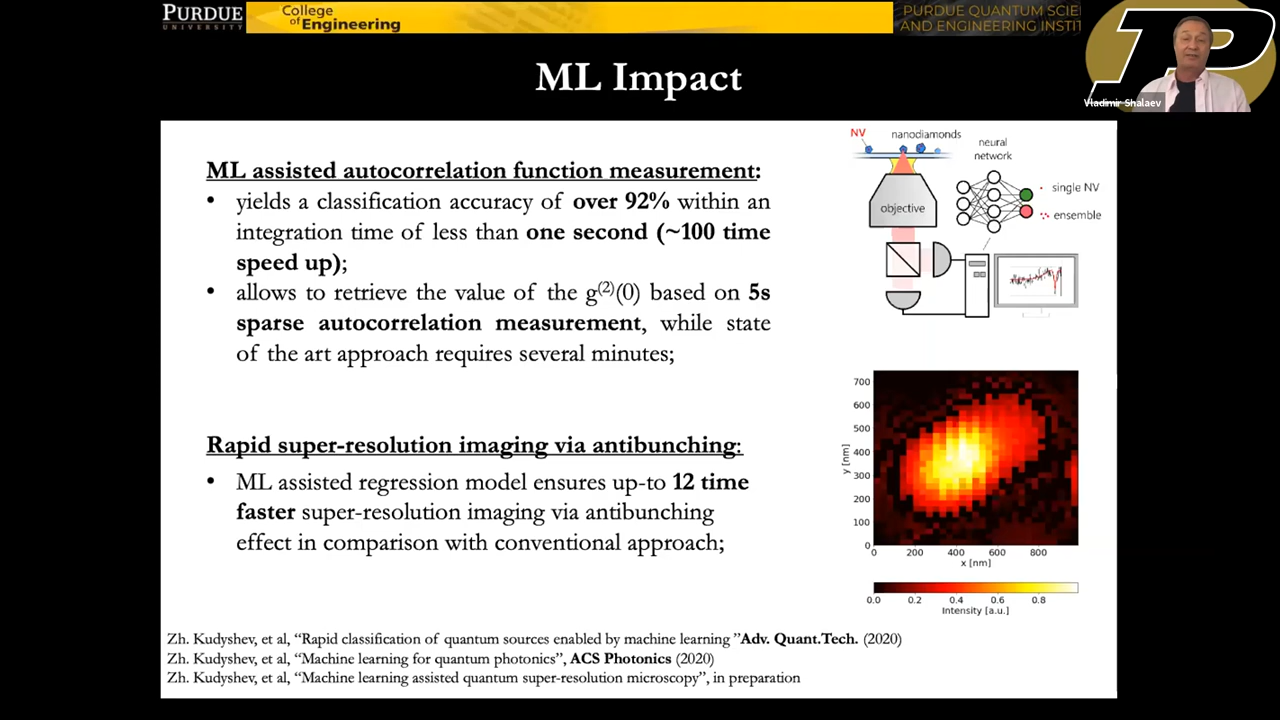 PURDUE
UNIVERSITY
College
of Engineering
PURDUE QUANTUM SCIE
AND ENGINEERING INSTIT
Vladimir Shalaev
ML Impact
ML assisted autocorrelation function measurement:
• yields a classification accuracy of over 92% within an
integration time of less than one second (~100 time
speed up);
• allows to retrieve the value of the g(2)(0) based on 5s
sparse autocorrelation measurement, while state
of the art approach requires several minutes;
NV
nanodiamonds
neural
network
single NV
ensemble
objective
Rapid super-resolution imaging via antibunching:
• ML assisted regression model ensures up-to 12 time
faster super-resolution imaging via antibunching
effect in comparison with conventional approach;
700
600
500
400
300
200
100
0
y [nm]
0 200 400 600 800
x [nm]
0.0 0.2 0.4 0.6 0.8
Intensity [a.u.]
Zh. Kudyshev, et al, “Rapid classification of quantum sources enabled by machine learning ”Adv. Quant.Tech. (2020)
Zh. Kudyshev, et al, “Machine learning for quantum photonics”, ACS Photonics (2020)
Zh. Kudyshev, et al, “Machine learning assisted quantum super-resolution microscopy”, in preparation